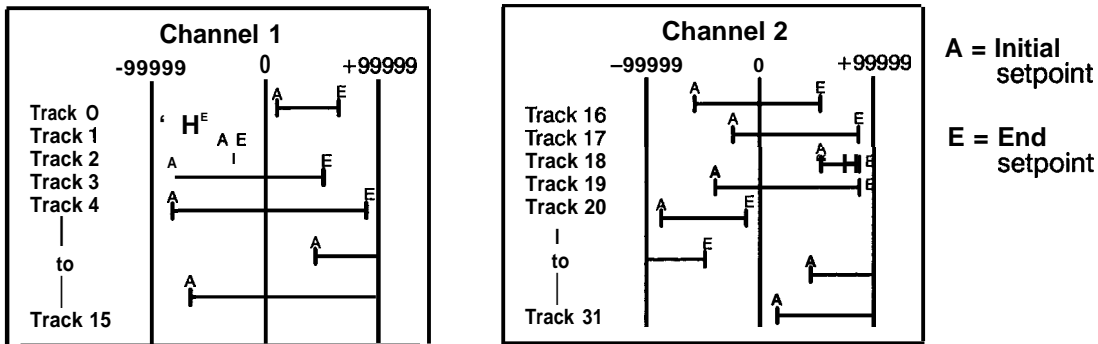 Channel 1
-99999 0 +99999
A E
Track 0
‘ H E
Track 1
A E
Track 2
A E
Track 3
A E
Track 4
A
to
A
Track 15
Channel 2
−99999 0 +99999
A E
Track 16
A E
Track 17
A H E
Track 18
A E
Track 19
A E
Track 20
E
to
A
A
Track 31
A = Initial
setpoint
E = End
setpoint